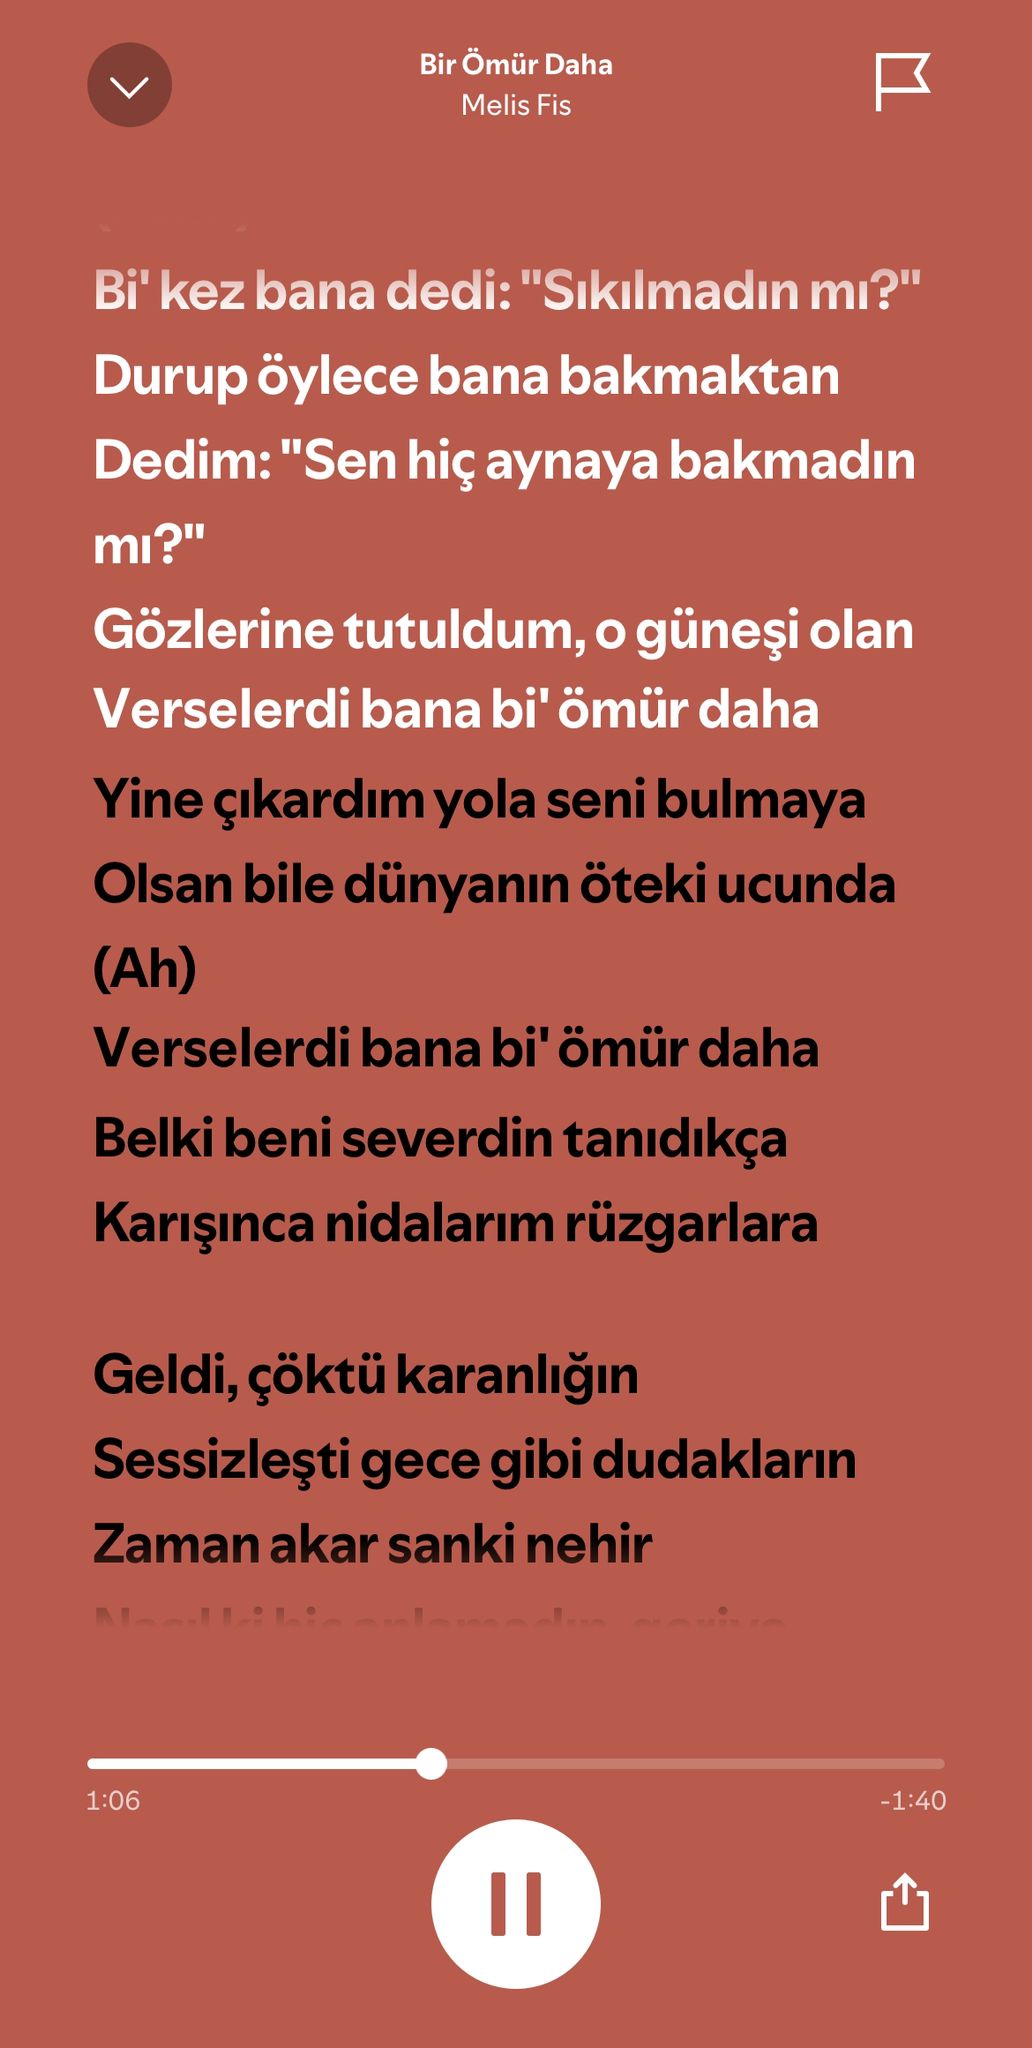 Bir Ömür Daha
Melis Fis
Bi' kez bana dedi: "Sıkılmadın mı?"
Durup öylece bana bakmaktan
Dedim: "Sen hiç aynaya bakmadın
mı?"
Gözlerine tutuldum, o güneşi olan
Verselerdi bana bi' ömür daha
Yine çıkardım yola seni bulmaya
Olsan bile dünyanın öteki ucunda
(Ah)
Verselerdi bana bi' ömür daha
Belki beni severdin tanıdıkça
Karışınca nidalarım rüzgarlara
Geldi, çöktü karanlığın
Sessizleşti gece gibi dudakların
Zaman akar sanki nehir
1:06
-1:40